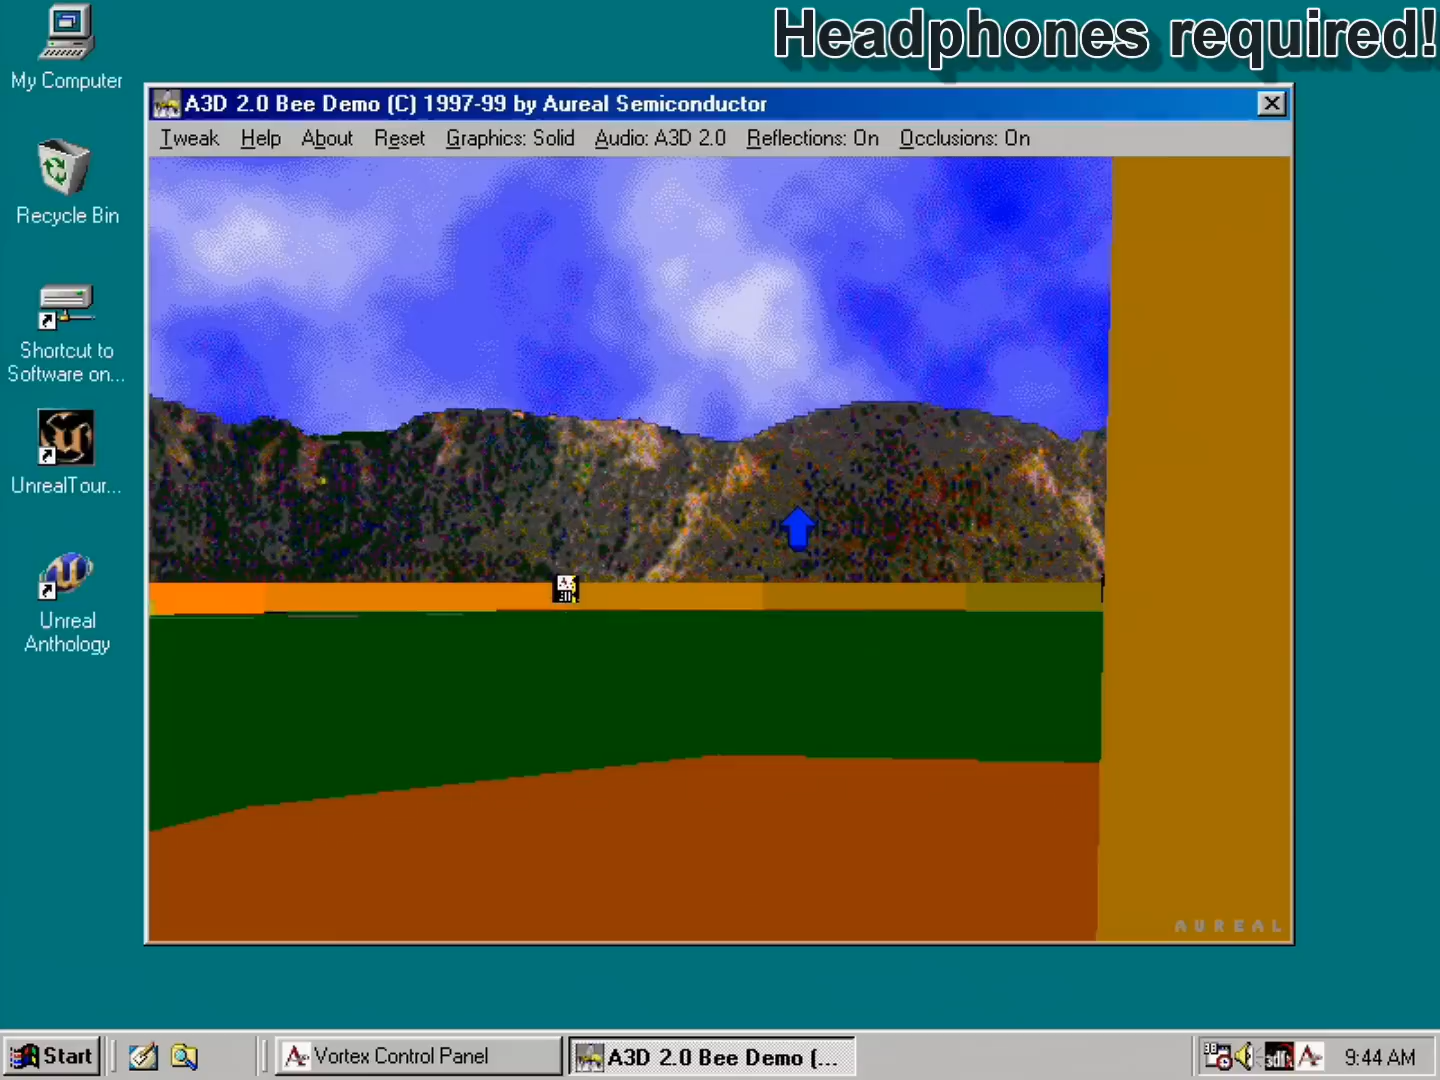 Headphones required!
My Computer
A3D 2.0 Bee Demo (C) 1997-99 by Aureal Semiconductor
Tweak Help About Reset Graphics: Solid Audio: A3D 2.0 Reflections: On Occlusions: On
Recycle Bin
Shortcut to
Software on...
UnrealTour...
Unreal
Anthology
AUREAL
Start
Vortex Control Panel
A3D 2.0 Bee Demo (...
9:44 AM